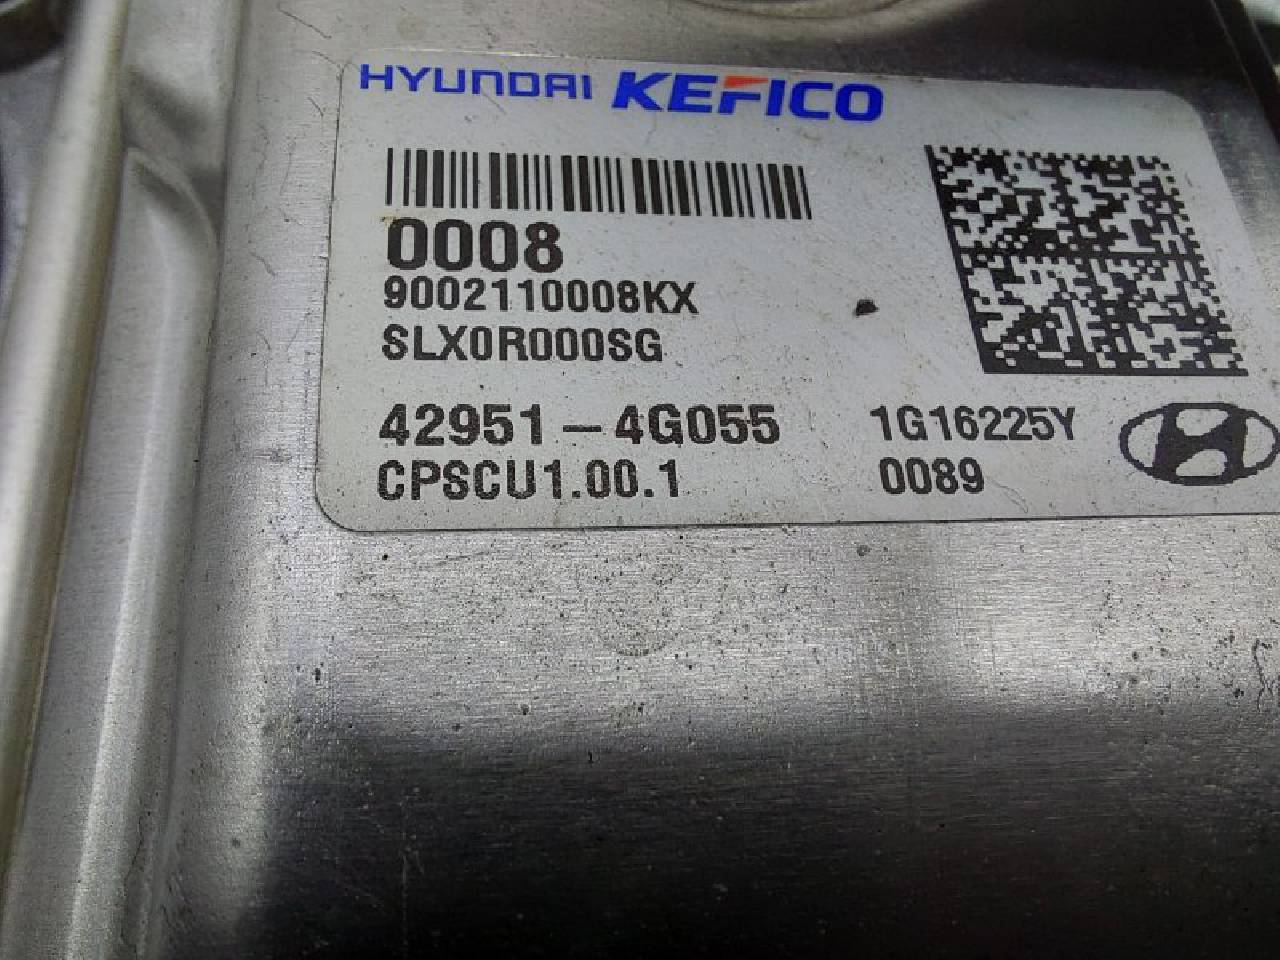 HYUNDAI KEFICO
0008
9002110008KX
SLX0R000SG
42951-4G055 1G16225Y
CPSCU1.00.1 0089